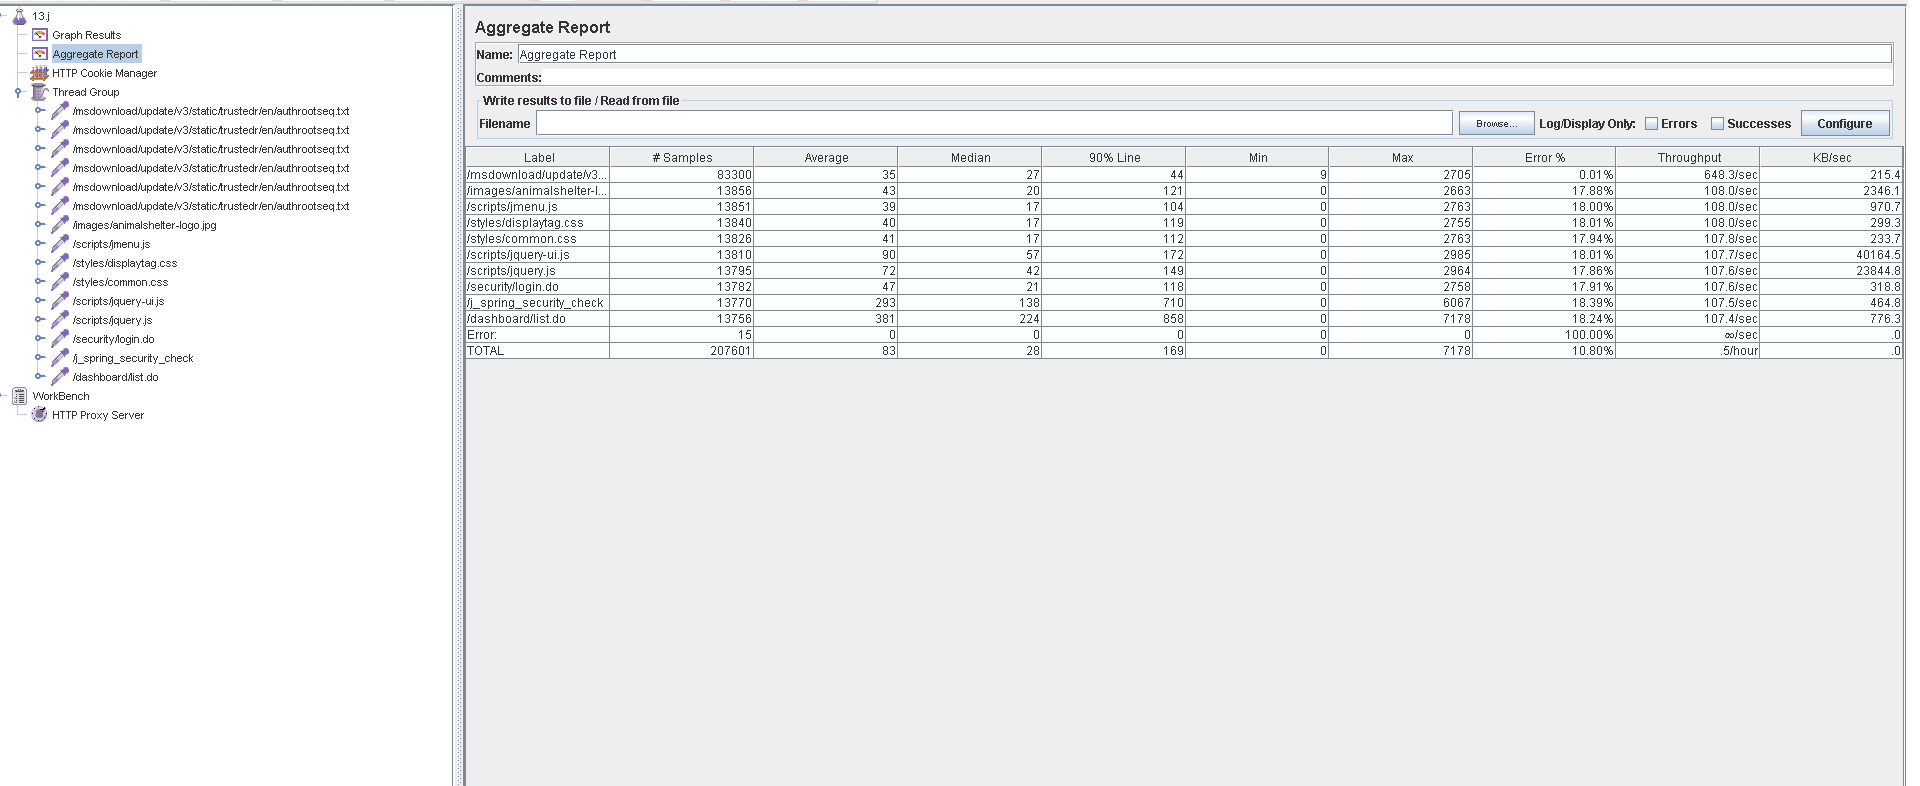 13.j
Graph Results
Aggregate Report
HTTP Cookie Manager
Thread Group
/msdownload/update/v3/static/trustedr/en/authrootseq.txt
/msdownload/update/v3/static/trustedr/en/authrootseq.txt
/msdownload/update/v3/static/trustedr/en/authrootseq.txt
/msdownload/update/v3/static/trustedr/en/authrootseq.txt
/msdownload/update/v3/static/trustedr/en/authrootseq.txt
/msdownload/update/v3/static/trustedr/en/authrootseq.txt
/images/animalshelter-logo.jpg
/scripts/jmenu.js
/styles/displaytag.css
/styles/common.css
/scripts/jquery-ui.js
/scripts/jquery.js
/security/login.do
/j_spring_security_check
/dashboard/list.do
WorkBench
HTTP Proxy Server
Aggregate Report
Name: Aggregate Report
Comments:
Write results to file / Read from file
Filename Browse... Log/Display Only: Errors Successes Configure
Label # Samples Average Median 90% Line Min Max Error % Throughput KB/sec
/msdownload/update/v3... 83300 35 27 44 9 2705 0.01% 648.3/sec 215.4
/images/animalshelter-l... 13856 43 20 121 0 2663 17.88% 108.0/sec 2346.1
/scripts/jmenu.js 13851 39 17 104 0 2763 18.00% 108.0/sec 970.7
/styles/displaytag.css 13840 40 17 119 0 2755 18.01% 108.0/sec 299.3
/styles/common.css 13826 41 17 112 0 2763 17.94% 107.8/sec 233.7
/scripts/jquery-ui.js 13810 90 57 172 0 2985 18.01% 107.7/sec 40164.5
/scripts/jquery.js 13795 72 42 149 0 2964 17.86% 107.6/sec 23844.8
/security/login.do 13782 47 21 118 0 2758 17.91% 107.6/sec 318.8
/j_spring_security_check 13770 293 138 710 0 6067 18.39% 107.5/sec 464.8
/dashboard/list.do 13756 381 224 858 0 7178 18.24% 107.4/sec 776.3
Error: 15 0 0 0 0 0 100.00% ∞/sec .0
TOTAL 207601 83 28 169 0 7178 10.80% .5/hour .0